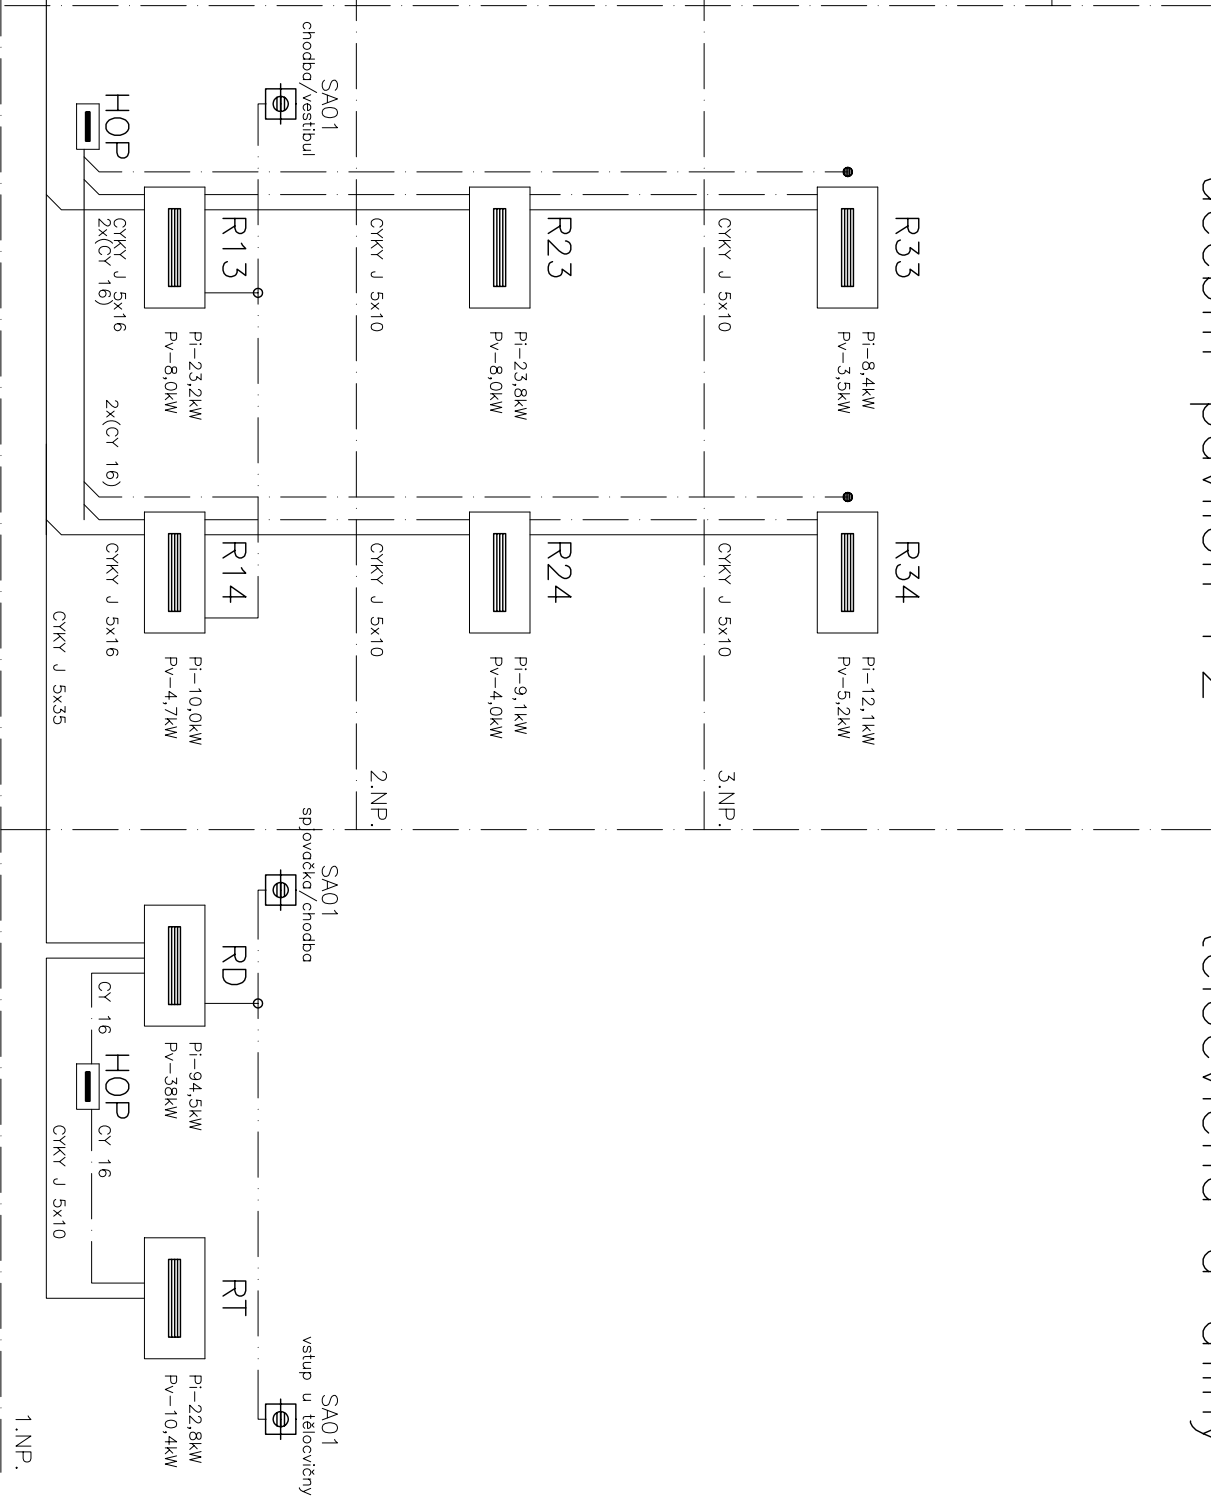 SA01
chodba/vestibul
HOP
R33
Pi-8,4kW
Pv-3,5kW
CYKY J 5x10
R34
Pi-12,1kW
Pv-5,2kW
CYKY J 5x10
3.NP.
R23
Pi-23,8kW
Pv-8,0kW
CYKY J 5x10
R24
Pi-9,1kW
Pv-4,0kW
CYKY J 5x10
2.NP.
R13
Pi-23,2kW
Pv-8,0kW
CYKY J 5x16
2x(CY 16)
2x(CY 16)
R14
Pi-10,0kW
Pv-4,7kW
CYKY J 5x16
CYKY J 5x35
SA01
spjovačka/chodba
RD
Pi-94,5kW
Pv-38kW
CY 16
HOP
CY 16
CYKY J 5x10
RT
Pi-22,8kW
Pv-10,4kW
SA01
vstup u tělocvičny
1.NP.